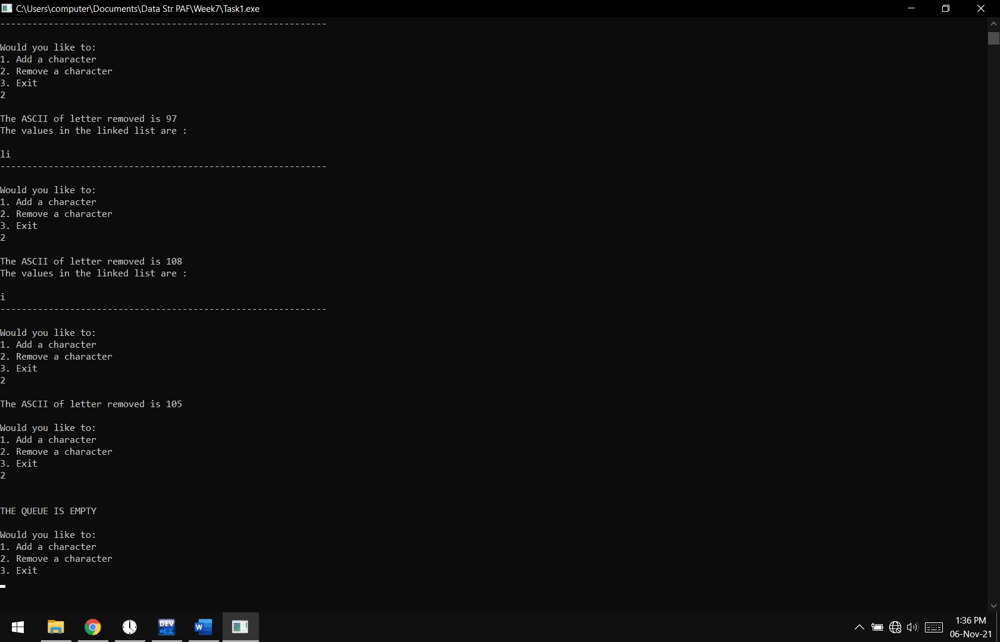 C:\Users\computer\Documents\Data Str PAF\Week7\Task1.exe
-------------------------------------------------------------
Would you like to:
1. Add a character
2. Remove a character
3. Exit
2
The ASCII of letter removed is 97
The values in the linked list are :
li
-------------------------------------------------------------
Would you like to:
1. Add a character
2. Remove a character
3. Exit
2
The ASCII of letter removed is 108
The values in the linked list are :
i
-------------------------------------------------------------
Would you like to:
1. Add a character
2. Remove a character
3. Exit
2
The ASCII of letter removed is 105
Would you like to:
1. Add a character
2. Remove a character
3. Exit
2
THE QUEUE IS EMPTY
Would you like to:
1. Add a character
2. Remove a character
3. Exit
DEV
C++
W
1:36 PM
06-Nov-21